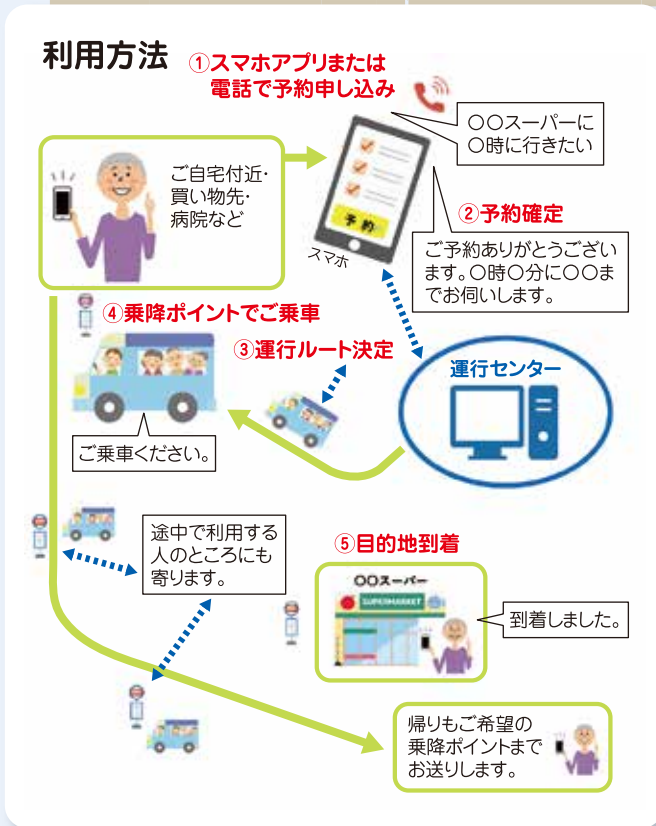 利用方法
①スマホアプリまたは
電話で予約申し込み
〇〇スーパーに
〇時に行きたい
ご自宅付近・
買い物先・
病院など
予約
スマホ
②予約確定
ご予約ありがとうござい
ます。〇時〇分に〇〇ま
でお伺いします。
④乗降ポイントでご乗車
③運行ルート決定
運行センター
ご乗車ください。
途中で利用する
人のところにも
寄ります。
⑤目的地到着
〇〇スーパー
SUPERMARKET
到着しました。
帰りもご希望の
乗降ポイントまで
お送りします。